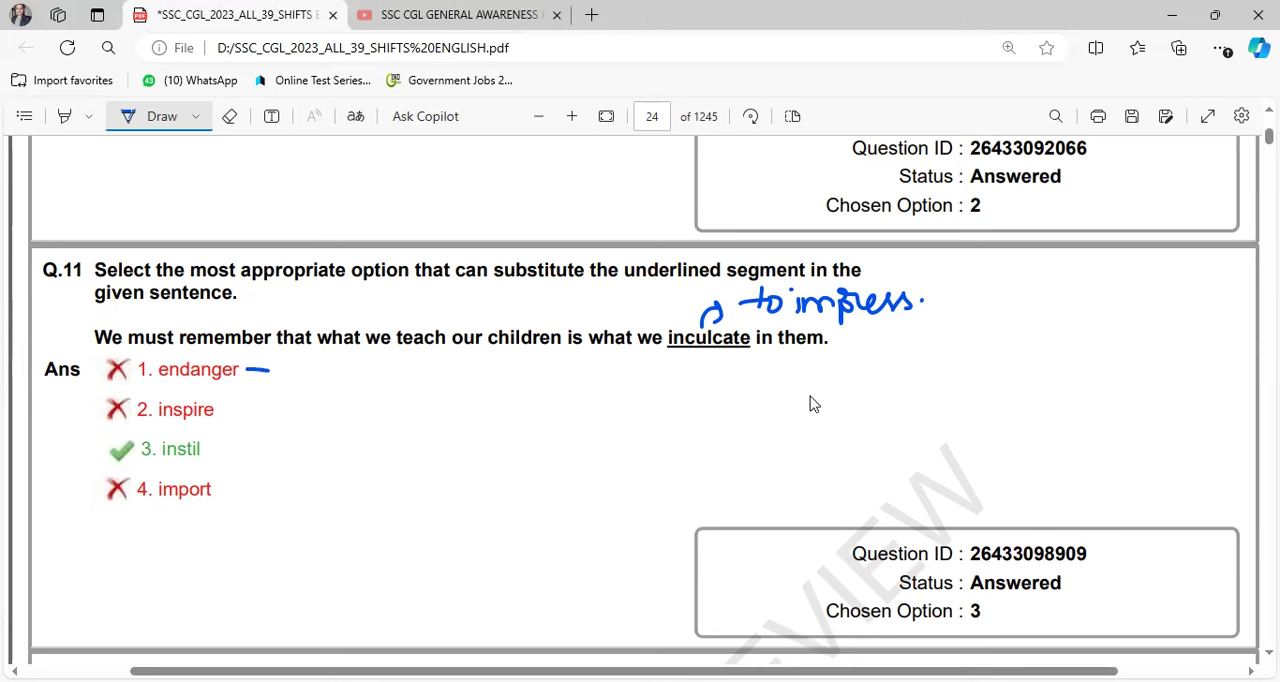 *SSC_CGL_2023_ALL_39_SHIFTS E
SSC CGL GENERAL AWARENESS
File D:/SSC_CGL_2023_ALL_39_SHIFTS%20ENGLISH.pdf
Import favorites (10) WhatsApp Online Test Series... Government Jobs 2...
Draw aあ Ask Copilot 24 of 1245
Question ID : 26433092066
Status : Answered
Chosen Option : 2
Q.11 Select the most appropriate option that can substitute the underlined segment in the
given sentence.
to impress.
We must remember that what we teach our children is what we inculcate in them.
Ans 1. endanger
2. inspire
3. instil
4. import
Question ID : 26433098909
Status : Answered
Chosen Option : 3